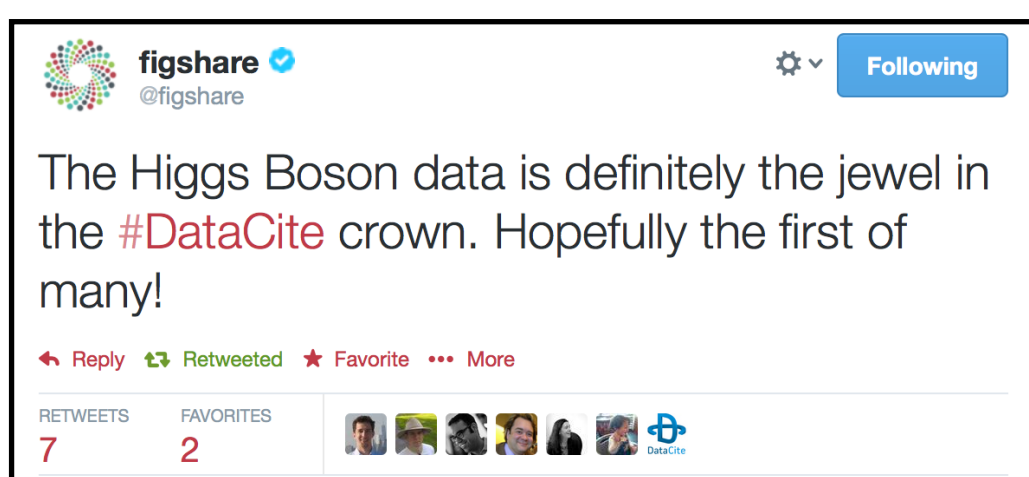 figshare
@figshare
Following
The Higgs Boson data is definitely the jewel in
the #DataCite crown. Hopefully the first of
many!
Reply Retweeted Favorite More
RETWEETS FAVORITES
7 2
DataCite